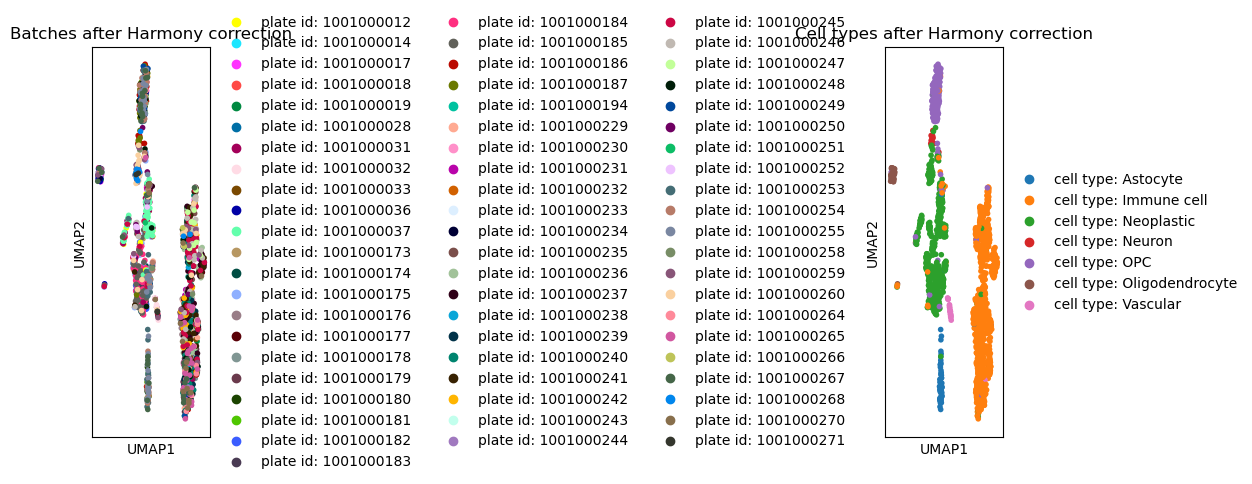 Batches after Harmony correction
plate id: 1001000012
plate id: 1001000014
plate id: 1001000017
plate id: 1001000018
plate id: 1001000019
plate id: 1001000028
plate id: 1001000031
plate id: 1001000032
plate id: 1001000033
plate id: 1001000036
plate id: 1001000037
plate id: 1001000173
plate id: 1001000174
plate id: 1001000175
plate id: 1001000176
plate id: 1001000177
plate id: 1001000178
plate id: 1001000179
plate id: 1001000180
plate id: 1001000181
plate id: 1001000182
plate id: 1001000183
plate id: 1001000184
plate id: 1001000185
plate id: 1001000186
plate id: 1001000187
plate id: 1001000194
plate id: 1001000229
plate id: 1001000230
plate id: 1001000231
plate id: 1001000232
plate id: 1001000233
plate id: 1001000234
plate id: 1001000235
plate id: 1001000236
plate id: 1001000237
plate id: 1001000238
plate id: 1001000239
plate id: 1001000240
plate id: 1001000241
plate id: 1001000242
plate id: 1001000243
plate id: 1001000244
plate id: 1001000245
plate id: 1001000246
plate id: 1001000247
plate id: 1001000248
plate id: 1001000249
plate id: 1001000250
plate id: 1001000251
plate id: 1001000252
plate id: 1001000253
plate id: 1001000254
plate id: 1001000255
plate id: 1001000258
plate id: 1001000259
plate id: 1001000260
plate id: 1001000264
plate id: 1001000265
plate id: 1001000266
plate id: 1001000267
plate id: 1001000268
plate id: 1001000270
plate id: 1001000271
UMAP2
UMAP1
Cell types after Harmony correction
cell type: Astocyte
cell type: Immune cell
cell type: Neoplastic
cell type: Neuron
cell type: OPC
cell type: Oligodendrocyte
cell type: Vascular
UMAP2
UMAP1